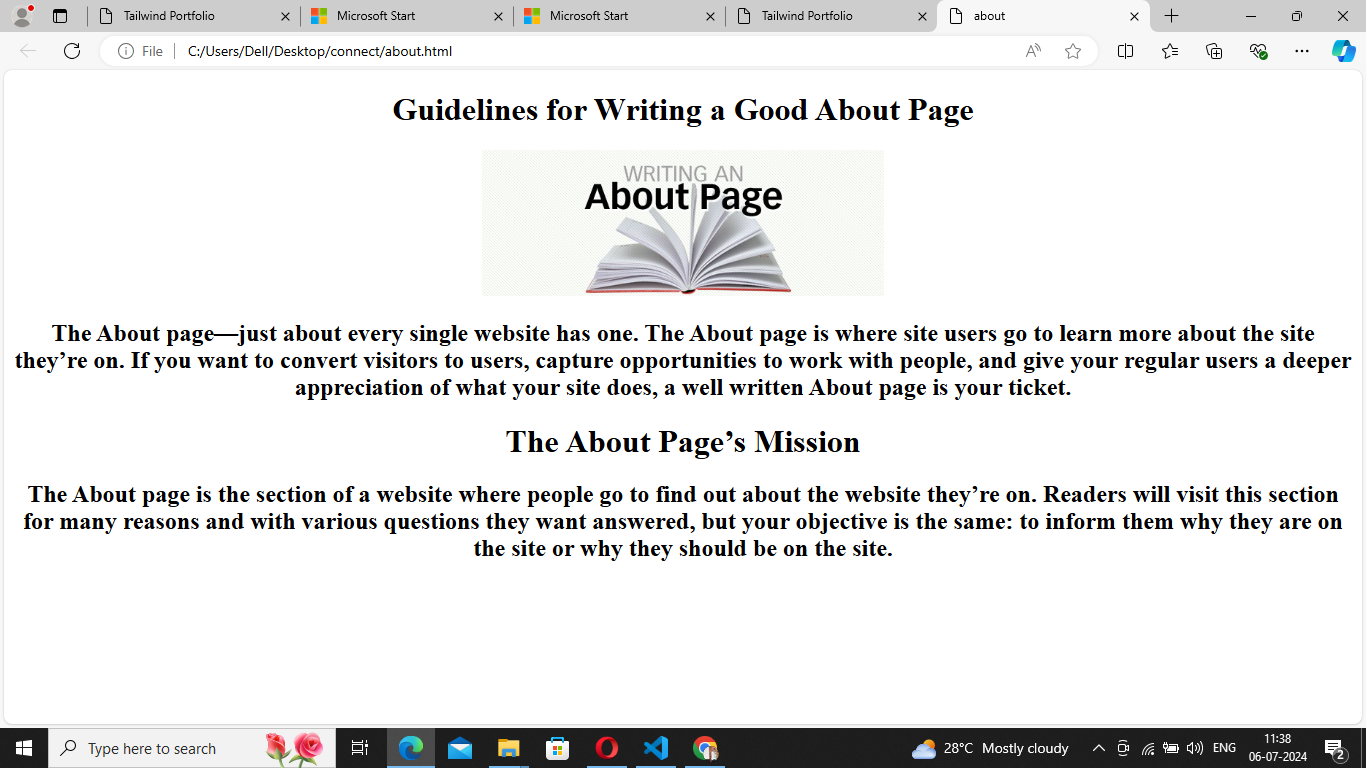 Tailwind Portfolio
Microsoft Start
Microsoft Start
Tailwind Portfolio
about
File
C:/Users/Dell/Desktop/connect/about.html
Guidelines for Writing a Good About Page
WRITING AN
About Page
The About page—just about every single website has one. The About page is where site users go to learn more about the site
they’re on. If you want to convert visitors to users, capture opportunities to work with people, and give your regular users a deeper
appreciation of what your site does, a well written About page is your ticket.
The About Page’s Mission
The About page is the section of a website where people go to find out about the website they’re on. Readers will visit this section
for many reasons and with various questions they want answered, but your objective is the same: to inform them why they are on
the site or why they should be on the site.
Type here to search
28°C Mostly cloudy
ENG
11:38
06-07-2024
2